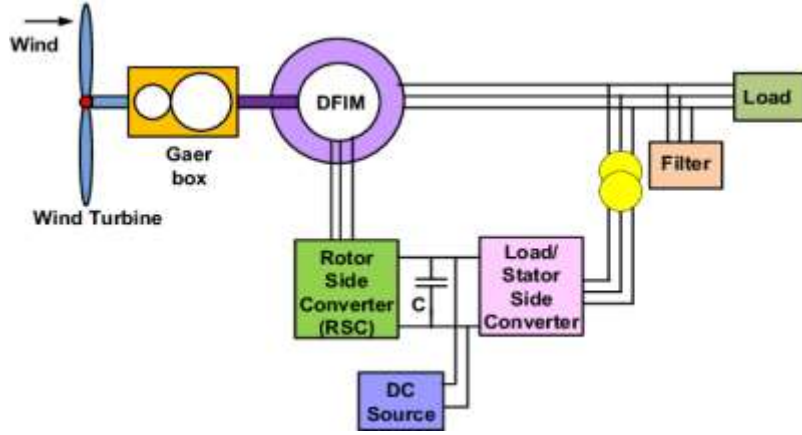 Wind
DFIM
Load
Gaer
box
Filter
Wind Turbine
Rotor
Side
Converter
(RSC)
C
Load/
Stator
Side
Converter
DC
Source